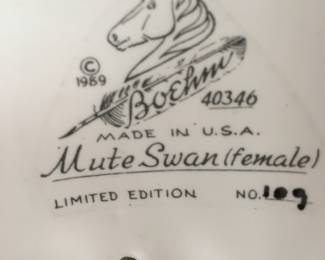 ©
1989
Boehm
40346
MADE IN U.S.A.
Mute Swan (female)
LIMITED EDITION NO. 109